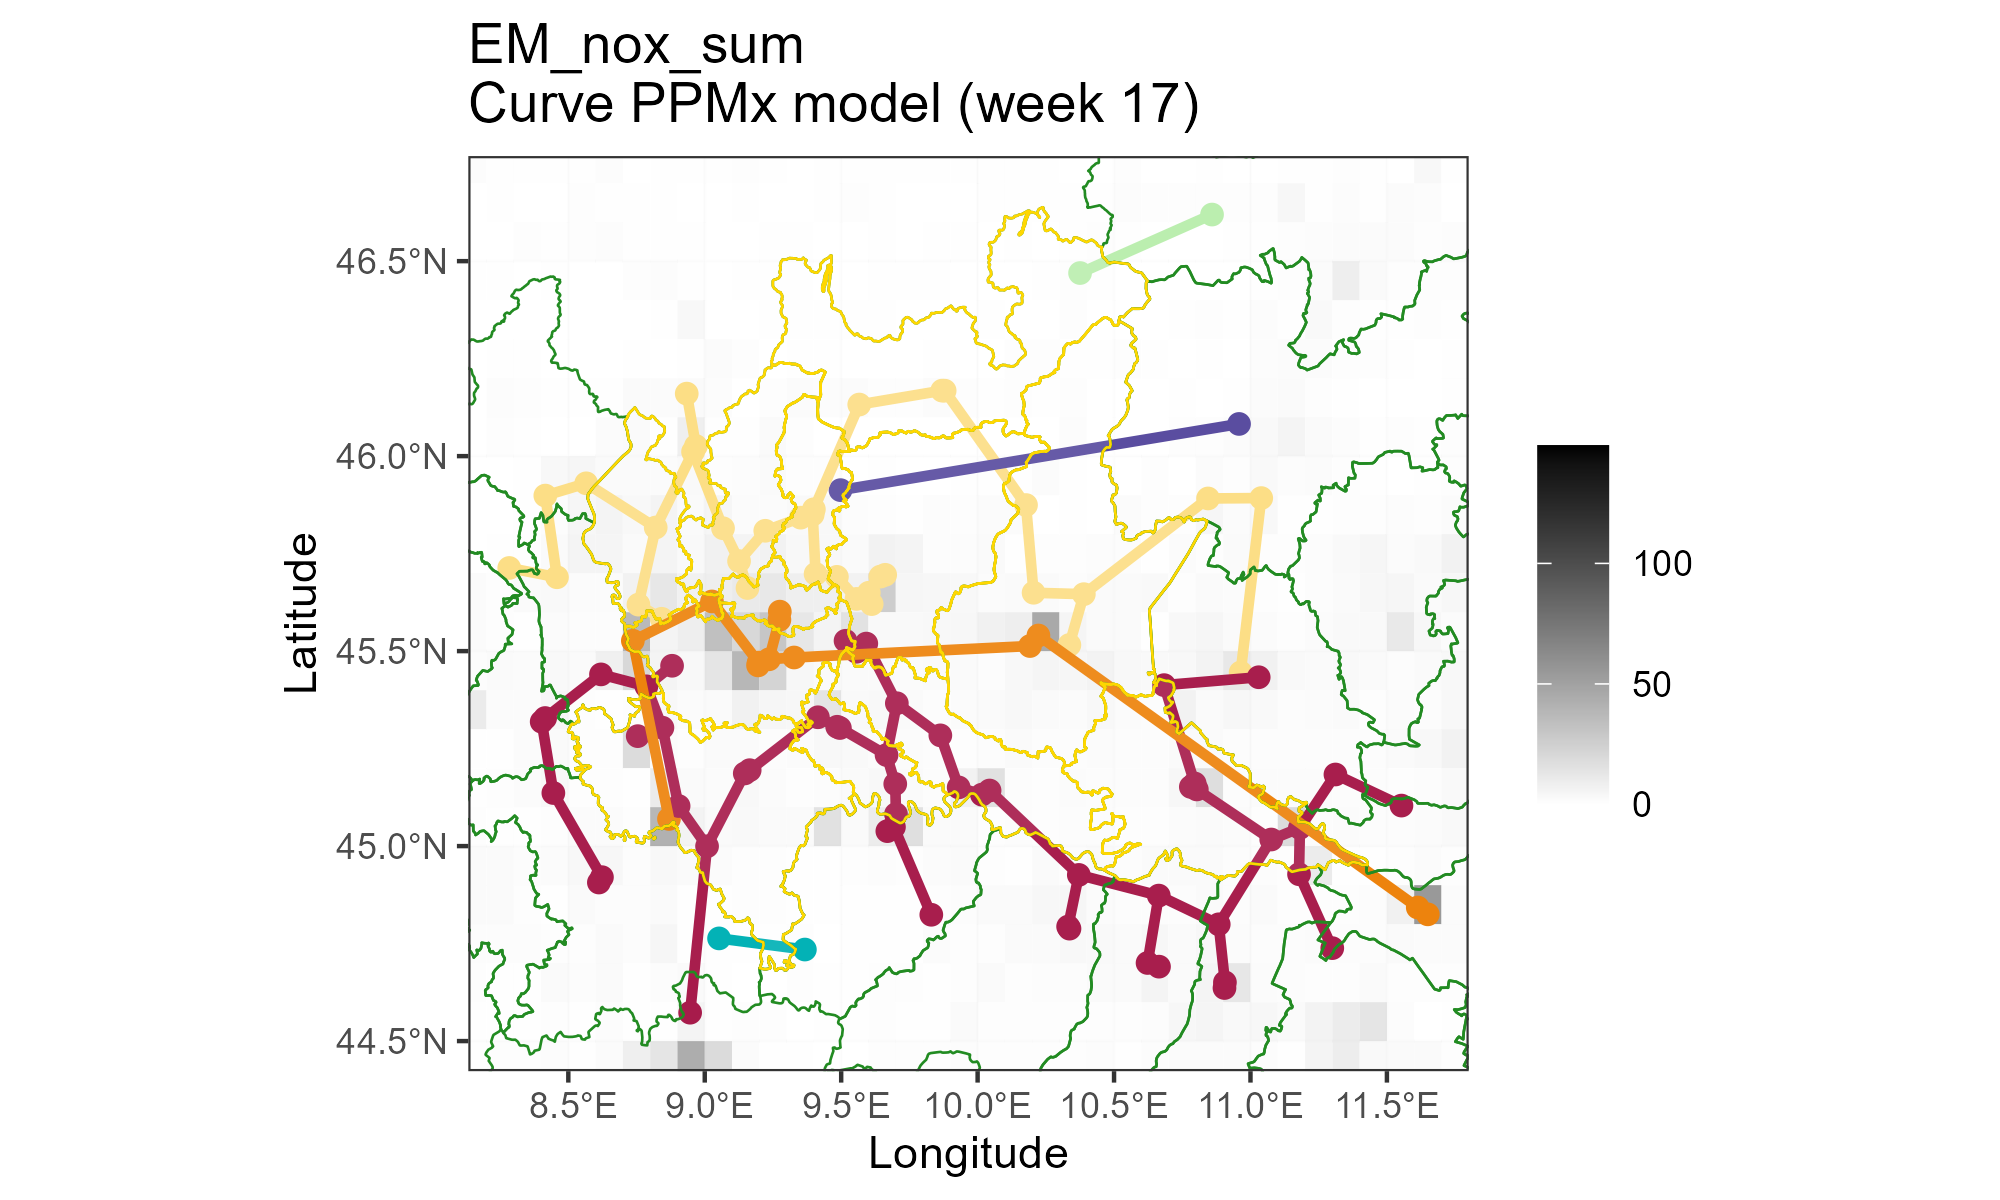 EM_nox_sum
Curve PPMx model (week 17)
46.5°N
46.0°N
45.5°N
45.0°N
44.5°N
Latitude
8.5°E 9.0°E 9.5°E 10.0°E 10.5°E 11.0°E 11.5°E
Longitude
100
50
0